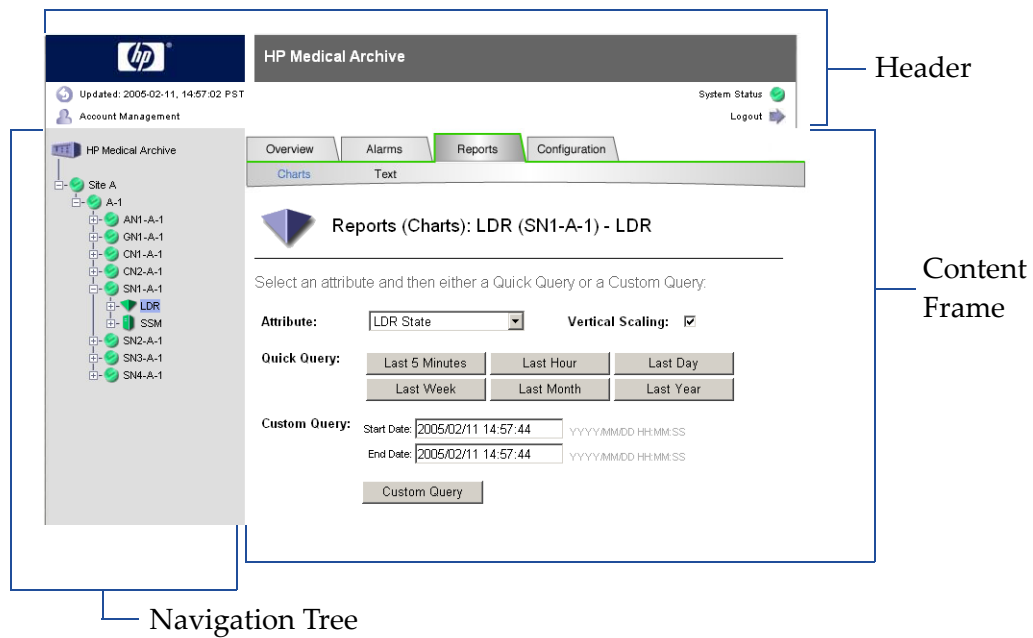 hp
HP Medical Archive
Updated: 2005-02-11, 14:57:02 PST
System Status
Account Management
Logout
Header
HP Medical Archive
Site A
A-1
AN1-A-1
GN1-A-1
CN1-A-1
CN2-A-1
SN1-A-1
LDR
SSM
SN2-A-1
SN3-A-1
SN4-A-1
Overview Alarms Reports Configuration
Charts Text
Reports (Charts): LDR (SN1-A-1) - LDR
Select an attribute and then either a Quick Query or a Custom Query:
Attribute: LDR State Vertical Scaling:
Quick Query: Last 5 Minutes Last Hour Last Day
Last Week Last Month Last Year
Custom Query: Start Date: 2005/02/11 14:57:44 YYYY/MM/DD HH:MM:SS
End Date: 2005/02/11 14:57:44 YYYY/MM/DD HH:MM:SS
Custom Query
Content
Frame
Navigation Tree